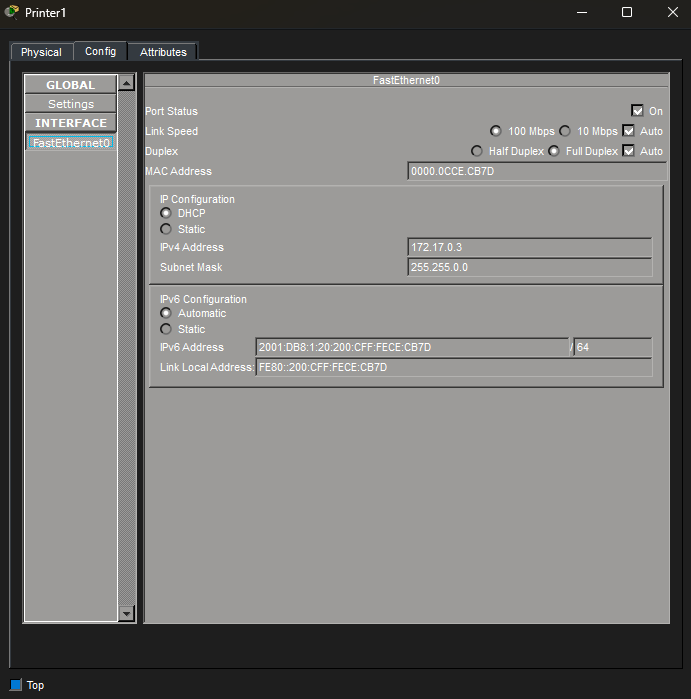 Printer1
Physical Config Attributes
GLOBAL
Settings
INTERFACE
FastEthernet0
FastEthernet0
Port Status On
Link Speed 100 Mbps 10 Mbps Auto
Duplex Half Duplex Full Duplex Auto
MAC Address 0000.0CCE.CB7D
IP Configuration
DHCP
Static
IPv4 Address 172.17.0.3
Subnet Mask 255.255.0.0
IPv6 Configuration
Automatic
Static
IPv6 Address 2001:DB8:1:20:200:CFF:FECE:CB7D / 64
Link Local Address: FE80::200:CFF:FECE:CB7D
Top